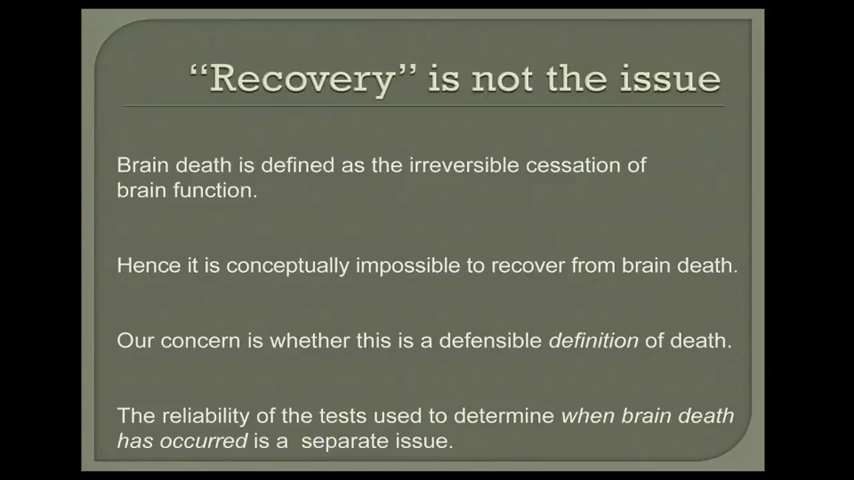 “Recovery” is not the issue
Brain death is defined as the irreversible cessation of
brain function.
Hence it is conceptually impossible to recover from brain death.
Our concern is whether this is a defensible definition of death.
The reliability of the tests used to determine when brain death
has occurred is a separate issue.